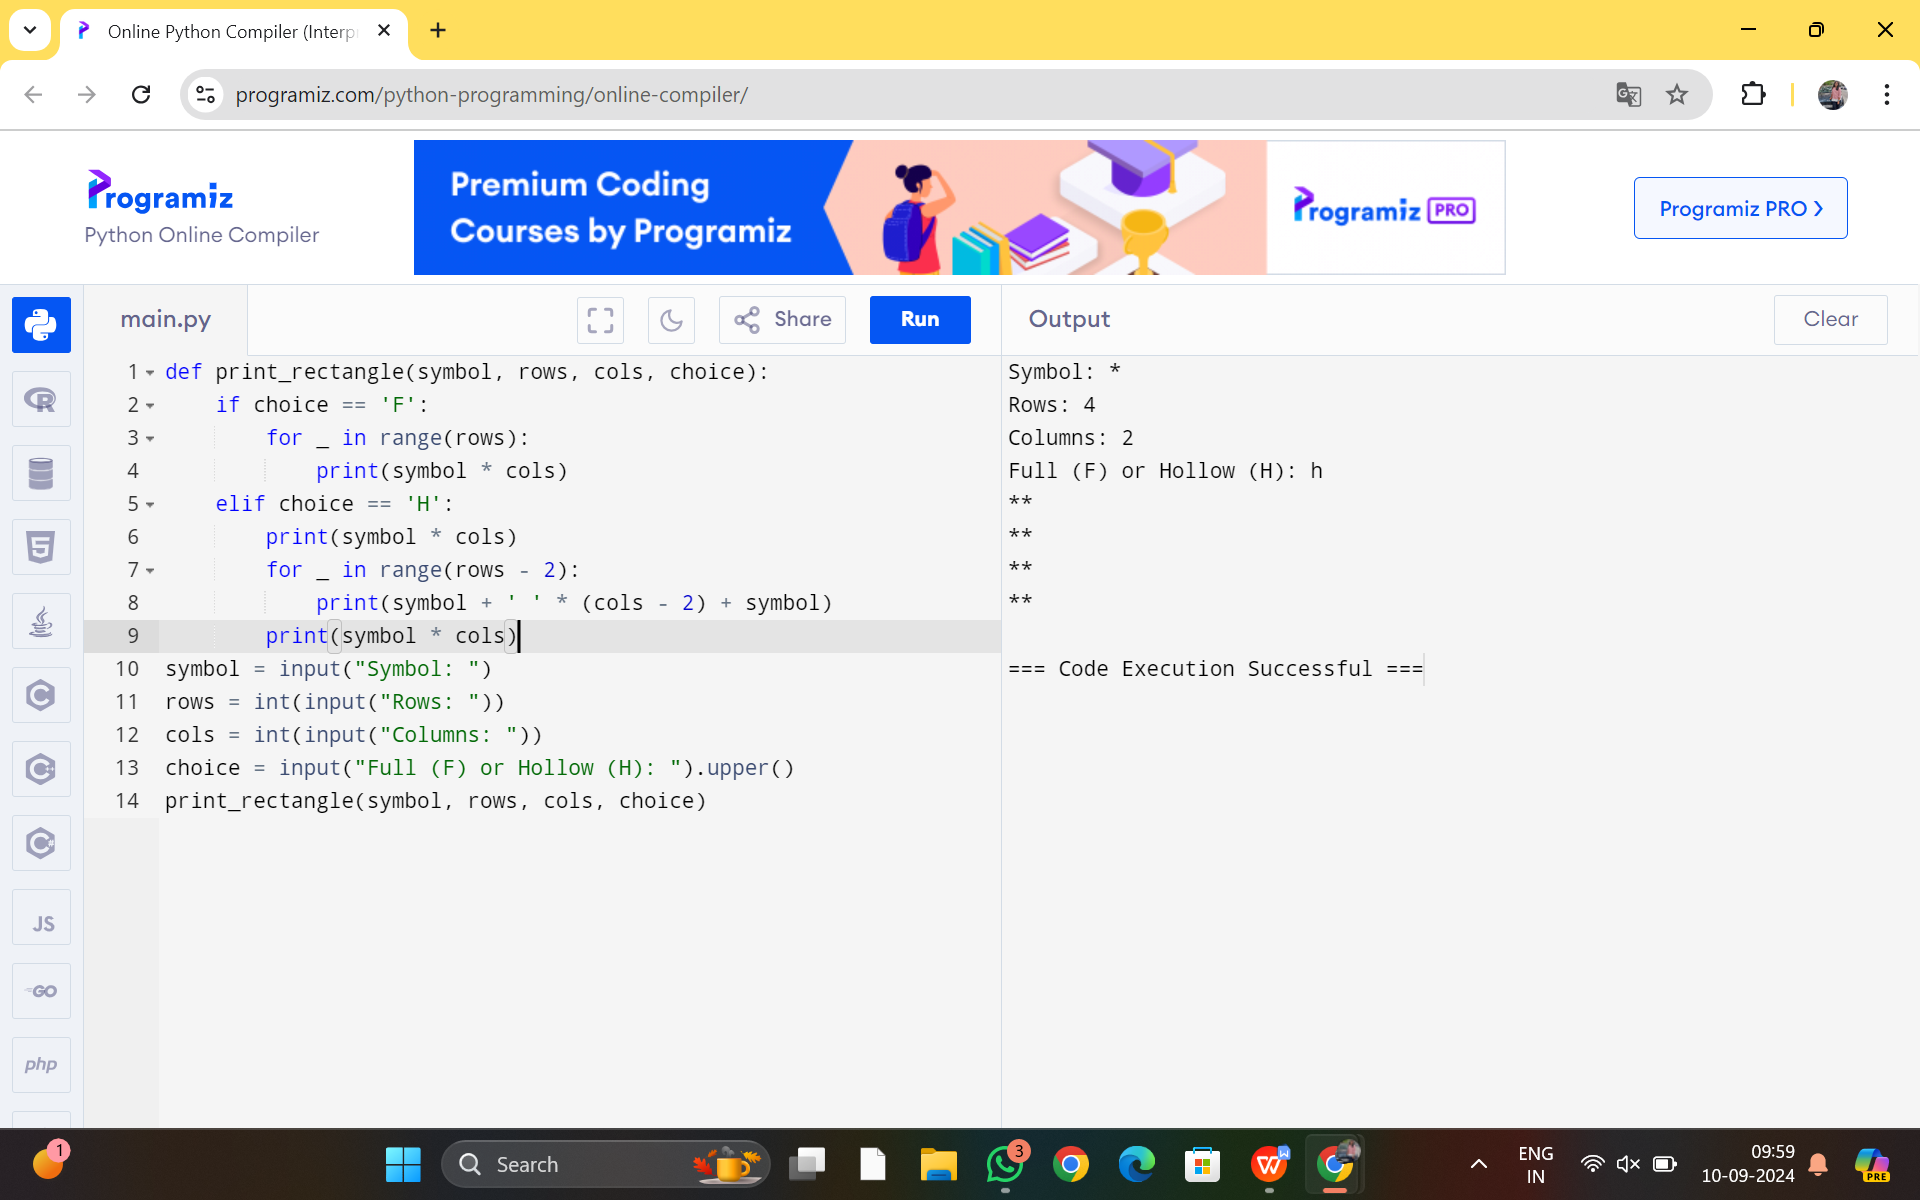 Online Python Compiler (Interp
programiz.com/python-programming/online-compiler/
Programiz
Python Online Compiler
Premium Coding
Courses by Programiz
Programiz PRO
Programiz PRO
main.py
Share
Run
Output
Clear
1 def print_rectangle(symbol, rows, cols, choice):
2     if choice == 'F':
3         for _ in range(rows):
4             print(symbol * cols)
5     elif choice == 'H':
6         print(symbol * cols)
7         for _ in range(rows - 2):
8             print(symbol + ' ' * (cols - 2) + symbol)
9         print(symbol * cols)
10 symbol = input("Symbol: ")
11 rows = int(input("Rows: "))
12 cols = int(input("Columns: "))
13 choice = input("Full (F) or Hollow (H): ").upper()
14 print_rectangle(symbol, rows, cols, choice)
Symbol: *
Rows: 4
Columns: 2
Full (F) or Hollow (H): h
**
**
**
**
=== Code Execution Successful ===
R
5
C
C+
C#
JS
GO
php
1
Search
3
W
W
ENG
IN
09:59
10-09-2024
PRE